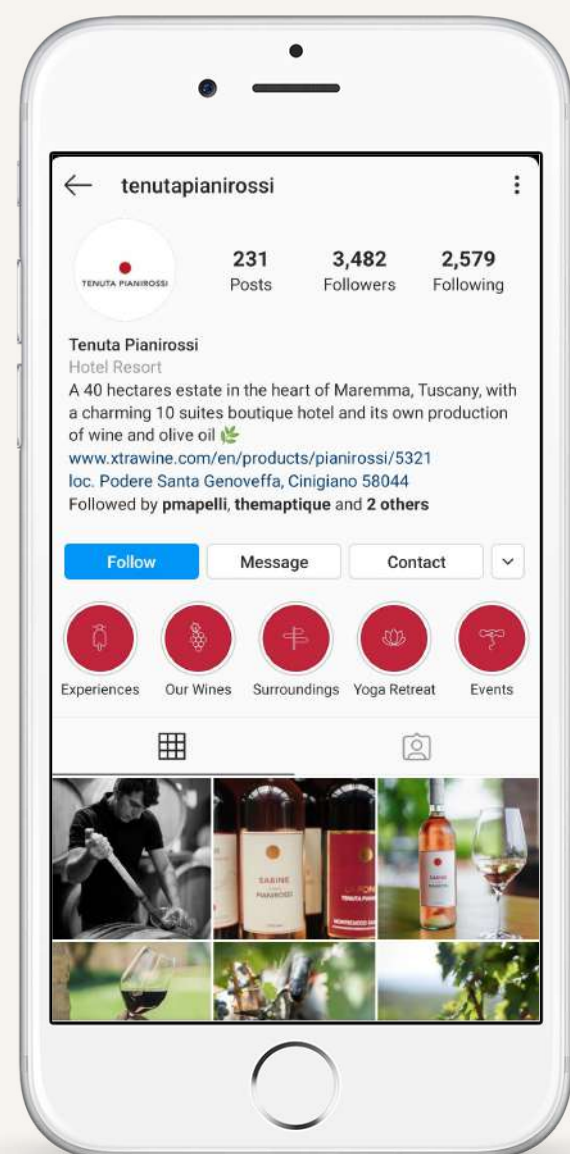 tenutapianirossi
TENUTA PIANIROSSI
231
Posts
3,482
Followers
2,579
Following
Tenuta Pianirossi
Hotel Resort
A 40 hectares estate in the heart of Maremma, Tuscany, with
a charming 10 suites boutique hotel and its own production
of wine and olive oil 🌿
www.xtrawine.com/en/products/pianirossi/5321
loc. Podere Santa Genoveffa, Cinigiano 58044
Followed by pmapelli, themaptique and 2 others
Follow
Message
Contact
Experiences
Our Wines
Surroundings
Yoga Retreat
Events
SABINE
PIANIROSSI
TENUTA PIANIROSSI
SABINE